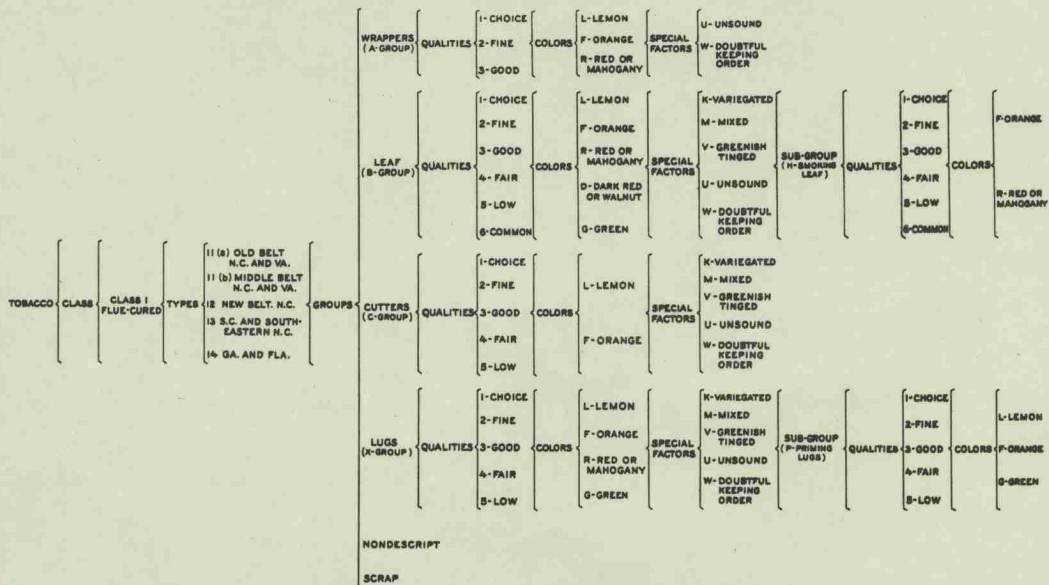 TOBACCO
CLASS
CLASS I
FLUE-CURED
TYPES
11 (a) OLD BELT
N.C. AND VA.
11 (b) MIDDLE BELT
N.C. AND VA.
12 NEW BELT. N.C.
13 S.C. AND SOUTH-
EASTERN N.C.
14 GA. AND FLA.
GROUPS
WRAPPERS
(A-GROUP)
QUALITIES
1-CHOICE
2-FINE
3-GOOD
COLORS
L-LEMON
F-ORANGE
R-RED OR
MAHOGANY
SPECIAL
FACTORS
U-UNSOUND
W-DOUBTFUL
KEEPING
ORDER
LEAF
(B-GROUP)
QUALITIES
1-CHOICE
2-FINE
3-GOOD
4-FAIR
5-LOW
6-COMMON
COLORS
L-LEMON
F-ORANGE
R-RED OR
MAHOGANY
D-DARK RED
OR WALNUT
G-GREEN
SPECIAL
FACTORS
K-VARIEGATED
M-MIXED
V-GREENISH
TINGED
U-UNSOUND
W-DOUBTFUL
KEEPING
ORDER
SUB-GROUP
(H-SMOKING
LEAF)
QUALITIES
1-CHOICE
2-FINE
3-GOOD
4-FAIR
5-LOW
6-COMMON
COLORS
F-ORANGE
R-RED OR
MAHOGANY
CUTTERS
(C-GROUP)
QUALITIES
1-CHOICE
2-FINE
3-GOOD
4-FAIR
5-LOW
COLORS
L-LEMON
F-ORANGE
SPECIAL
FACTORS
K-VARIEGATED
M-MIXED
V-GREENISH
TINGED
U-UNSOUND
W-DOUBTFUL
KEEPING
ORDER
LUGS
(X-GROUP)
QUALITIES
1-CHOICE
2-FINE
3-GOOD
4-FAIR
5-LOW
COLORS
L-LEMON
F-ORANGE
R-RED OR
MAHOGANY
G-GREEN
SPECIAL
FACTORS
K-VARIEGATED
M-MIXED
V-GREENISH
TINGED
U-UNSOUND
W-DOUBTFUL
KEEPING
ORDER
SUB-GROUP
(P-PRIMING
LUGS)
QUALITIES
1-CHOICE
2-FINE
3-GOOD
4-FAIR
5-LOW
COLORS
L-LEMON
F-ORANGE
G-GREEN
NONDESCRIPT
SCRAP